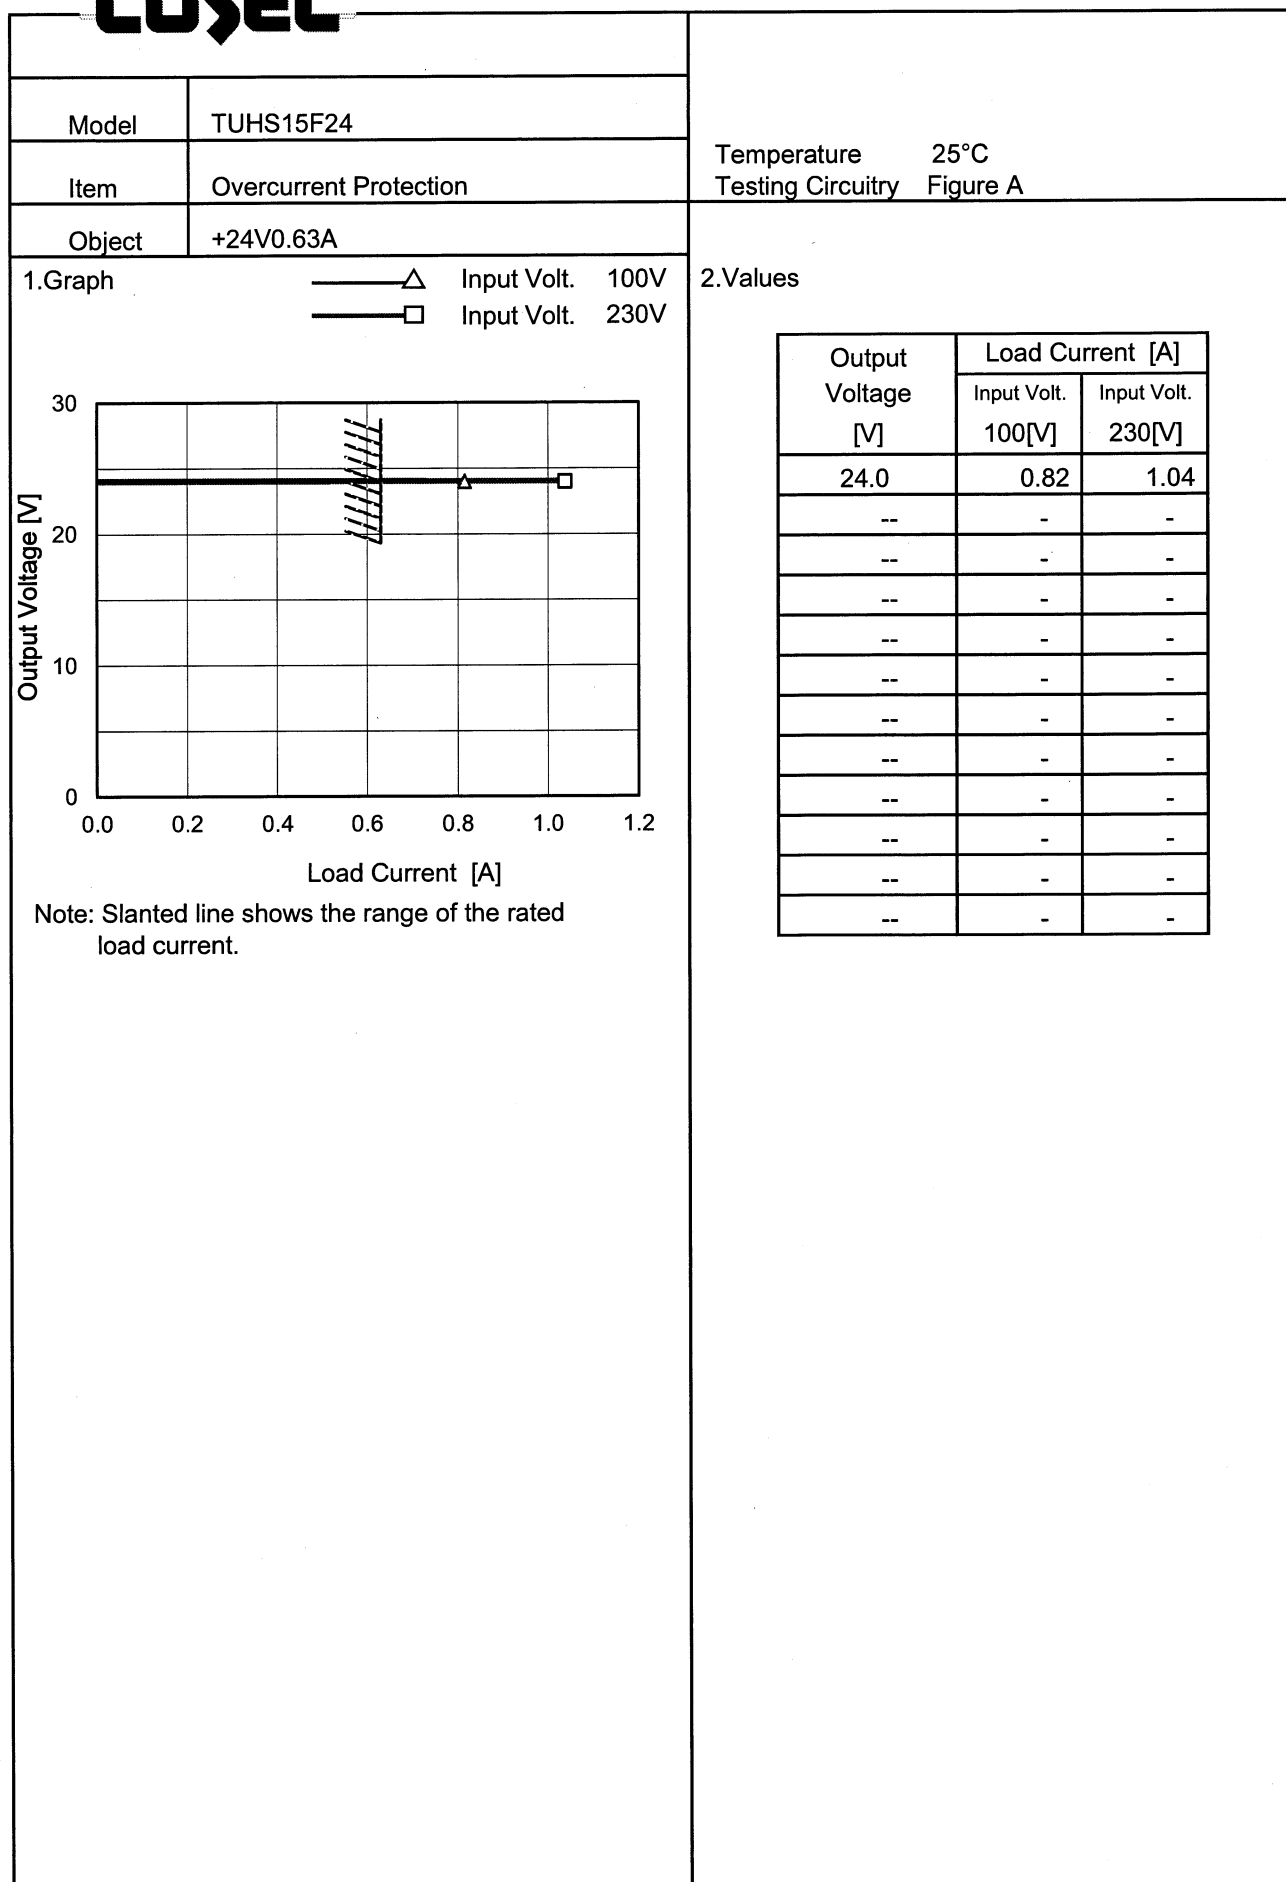 COSEL
Model TUHS15F24
Item Overcurrent Protection
Object +24V0.63A
Temperature 25°C
Testing Circuitry Figure A
1.Graph
Input Volt. 100V
Input Volt. 230V
30
20
10
0
Output Voltage [V]
0.0 0.2 0.4 0.6 0.8 1.0 1.2
Load Current [A]
Note: Slanted line shows the range of the rated
load current.
2.Values
Output Voltage [V]
Load Current [A]
Input Volt. 100[V]
Input Volt. 230[V]
24.0 0.82 1.04
-- - -
-- - -
-- - -
-- - -
-- - -
-- - -
-- - -
-- - -
-- - -
-- - -
-- - -